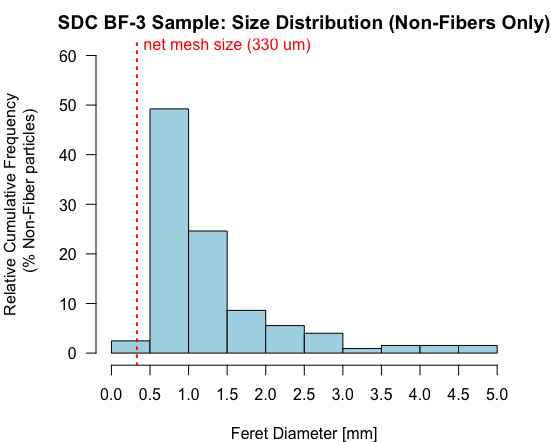 SDC BF-3 Sample: Size Distribution (Non-Fibers Only)
net mesh size (330 um)
Relative Cumulative Frequency
(% Non-Fiber particles)
60
50
40
30
20
10
0
0.0 0.5 1.0 1.5 2.0 2.5 3.0 3.5 4.0 4.5 5.0
Feret Diameter [mm]